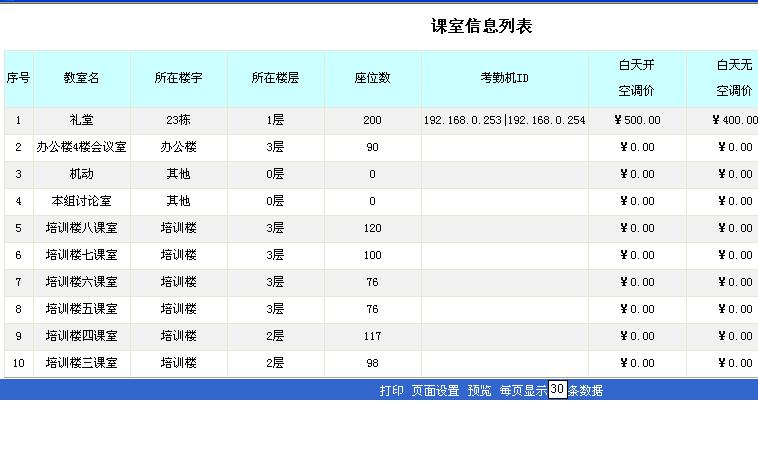 课室信息列表
序号 教室名 所在楼宇 所在楼层 座位数 考勤机ID 白天开空调价 白天无空调价
1 礼堂 23栋 1层 200 192.168.0.253|192.168.0.254 ￥500.00 ￥400.00
2 办公楼4楼会议室 办公楼 3层 90 ￥0.00 ￥0.00
3 机动 其他 0层 0 ￥0.00 ￥0.00
4 本组讨论室 其他 0层 0 ￥0.00 ￥0.00
5 培训楼八课室 培训楼 3层 120 ￥0.00 ￥0.00
6 培训楼七课室 培训楼 3层 100 ￥0.00 ￥0.00
7 培训楼六课室 培训楼 3层 76 ￥0.00 ￥0.00
8 培训楼五课室 培训楼 3层 76 ￥0.00 ￥0.00
9 培训楼四课室 培训楼 2层 117 ￥0.00 ￥0.00
10 培训楼三课室 培训楼 2层 98 ￥0.00 ￥0.00
打印 页面设置 预览 每页显示30条数据